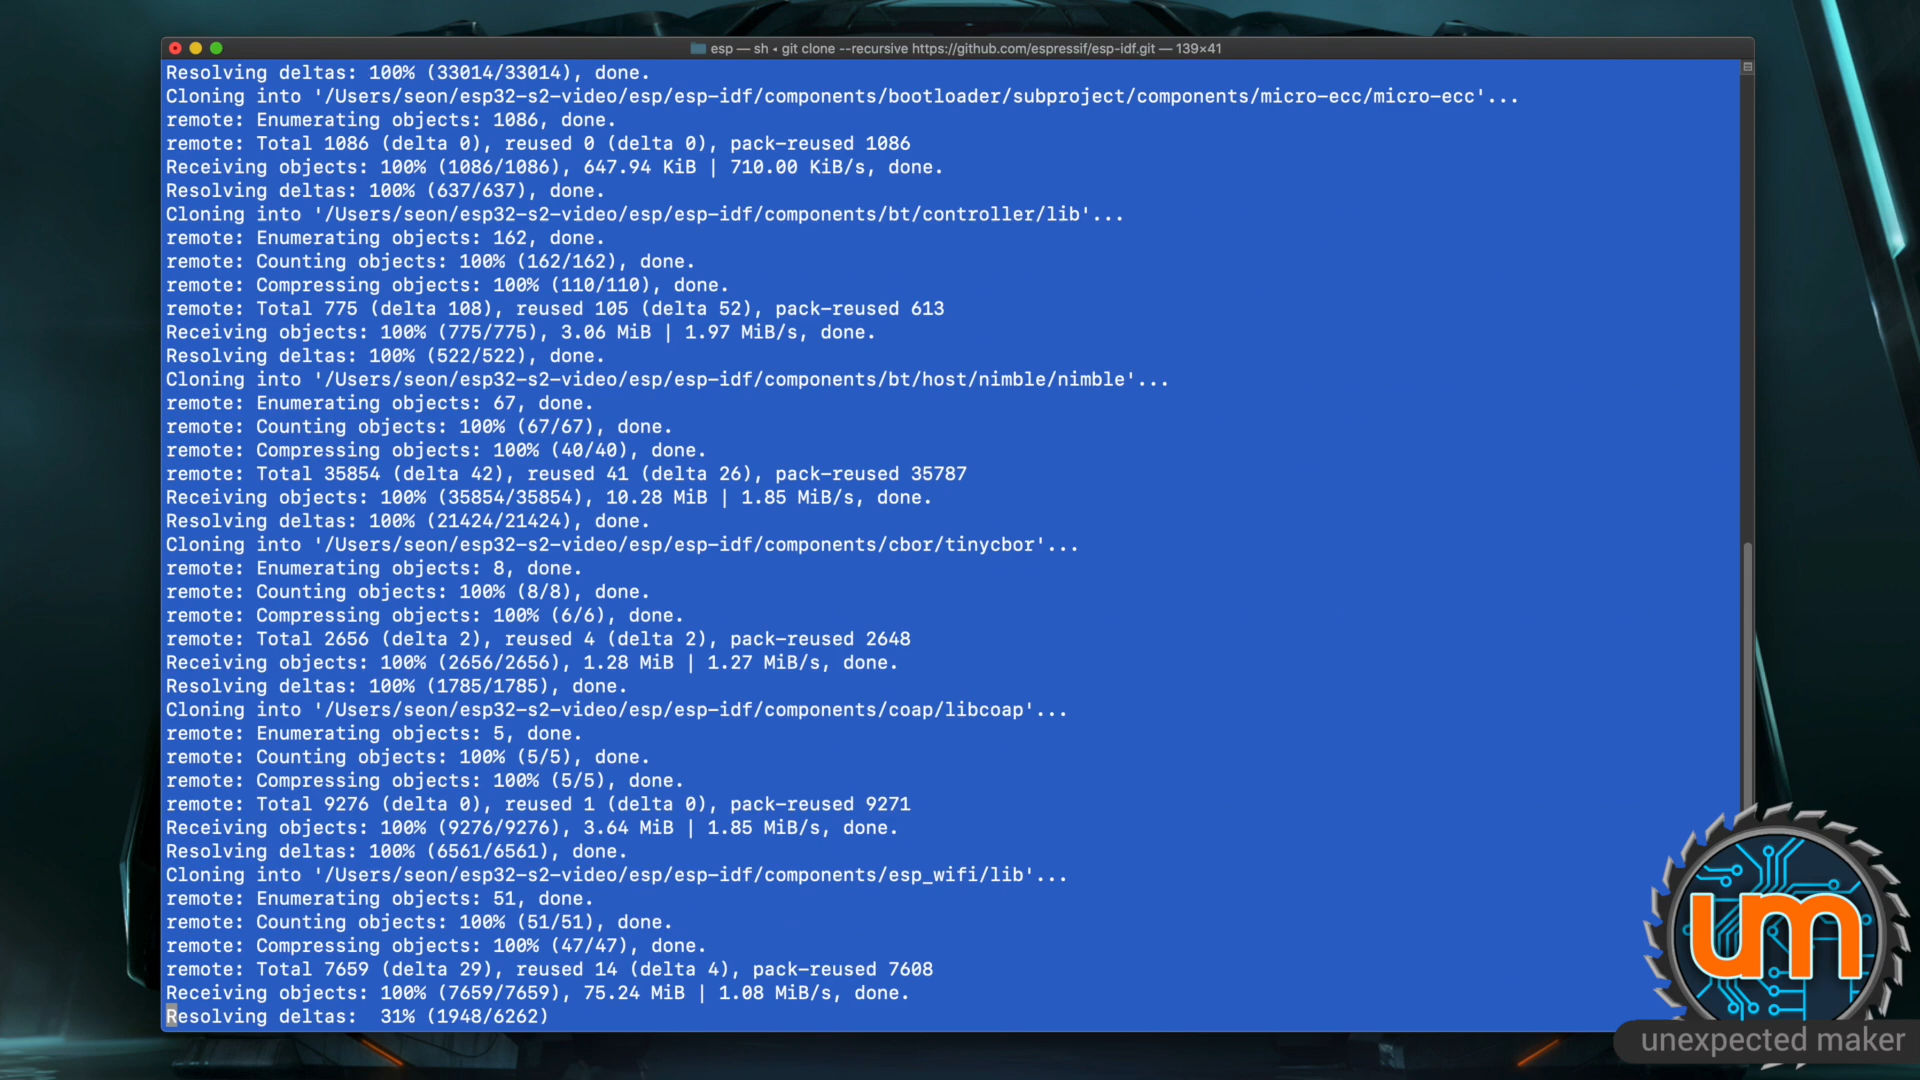 esp — sh ◂ git clone --recursive https://github.com/espressif/esp-idf.git — 139×41
Resolving deltas: 100% (33014/33014), done.
Cloning into '/Users/seon/esp32-s2-video/esp/esp-idf/components/bootloader/subproject/components/micro-ecc/micro-ecc'...
remote: Enumerating objects: 1086, done.
remote: Total 1086 (delta 0), reused 0 (delta 0), pack-reused 1086
Receiving objects: 100% (1086/1086), 647.94 KiB | 710.00 KiB/s, done.
Resolving deltas: 100% (637/637), done.
Cloning into '/Users/seon/esp32-s2-video/esp/esp-idf/components/bt/controller/lib'...
remote: Enumerating objects: 162, done.
remote: Counting objects: 100% (162/162), done.
remote: Compressing objects: 100% (110/110), done.
remote: Total 775 (delta 108), reused 105 (delta 52), pack-reused 613
Receiving objects: 100% (775/775), 3.06 MiB | 1.97 MiB/s, done.
Resolving deltas: 100% (522/522), done.
Cloning into '/Users/seon/esp32-s2-video/esp/esp-idf/components/bt/host/nimble/nimble'...
remote: Enumerating objects: 67, done.
remote: Counting objects: 100% (67/67), done.
remote: Compressing objects: 100% (40/40), done.
remote: Total 35854 (delta 42), reused 41 (delta 26), pack-reused 35787
Receiving objects: 100% (35854/35854), 10.28 MiB | 1.85 MiB/s, done.
Resolving deltas: 100% (21424/21424), done.
Cloning into '/Users/seon/esp32-s2-video/esp/esp-idf/components/cbor/tinycbor'...
remote: Enumerating objects: 8, done.
remote: Counting objects: 100% (8/8), done.
remote: Compressing objects: 100% (6/6), done.
remote: Total 2656 (delta 2), reused 4 (delta 2), pack-reused 2648
Receiving objects: 100% (2656/2656), 1.28 MiB | 1.27 MiB/s, done.
Resolving deltas: 100% (1785/1785), done.
Cloning into '/Users/seon/esp32-s2-video/esp/esp-idf/components/coap/libcoap'...
remote: Enumerating objects: 5, done.
remote: Counting objects: 100% (5/5), done.
remote: Compressing objects: 100% (5/5), done.
remote: Total 9276 (delta 0), reused 1 (delta 0), pack-reused 9271
Receiving objects: 100% (9276/9276), 3.64 MiB | 1.85 MiB/s, done.
Resolving deltas: 100% (6561/6561), done.
Cloning into '/Users/seon/esp32-s2-video/esp/esp-idf/components/esp_wifi/lib'...
remote: Enumerating objects: 51, done.
remote: Counting objects: 100% (51/51), done.
remote: Compressing objects: 100% (47/47), done.
remote: Total 7659 (delta 29), reused 14 (delta 4), pack-reused 7608
Receiving objects: 100% (7659/7659), 75.24 MiB | 1.08 MiB/s, done.
Resolving deltas:  31% (1948/6262)
um
unexpected maker